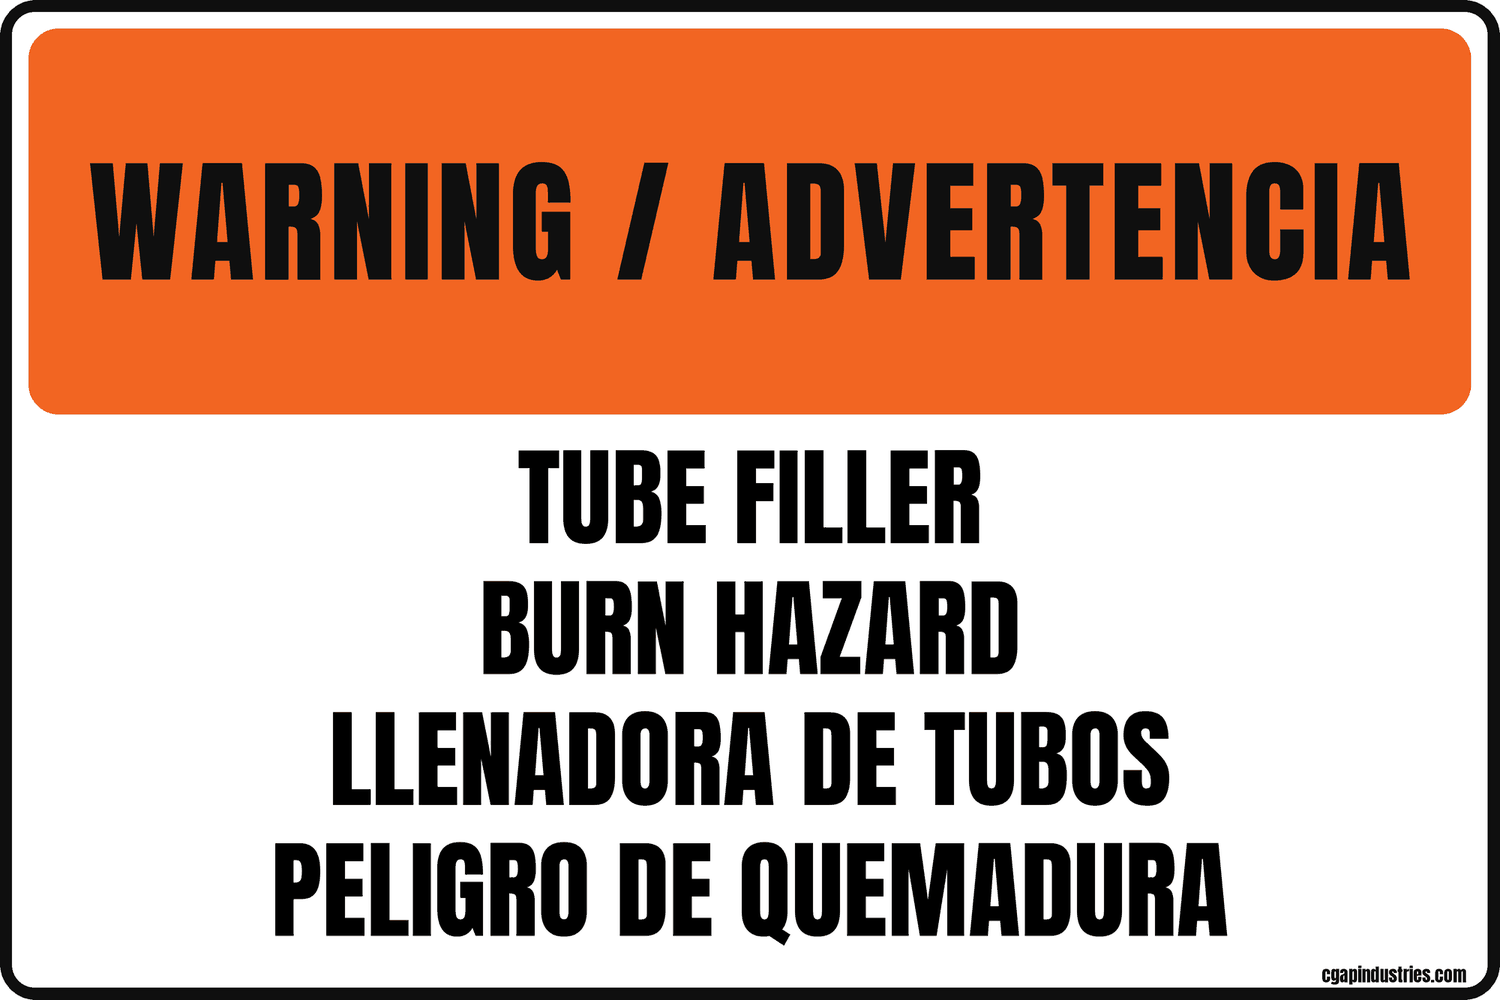 WARNING / ADVERTENCIA
TUBE FILLER
BURN HAZARD
LLENADORA DE TUBOS
PELIGRO DE QUEMADURA
cgapindustries.com